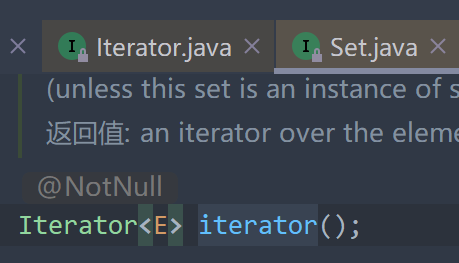 Iterator.java Set.java
(unless this set is an instance of s
返回值: an iterator over the eleme
@NotNull
Iterator<E> iterator();